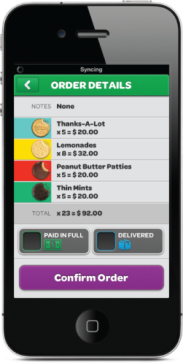 Syncing
ORDER DETAILS
NOTES None
Thanks-A-Lot
x 5 = $ 20.00
Lemonades
x 8 = $ 32.00
Peanut Butter Patties
x 5 = $ 20.00
Thin Mints
x 5 = $ 20.00
TOTAL x 23 = $ 92.00
PAID IN FULL
DELIVERED
Confirm Order